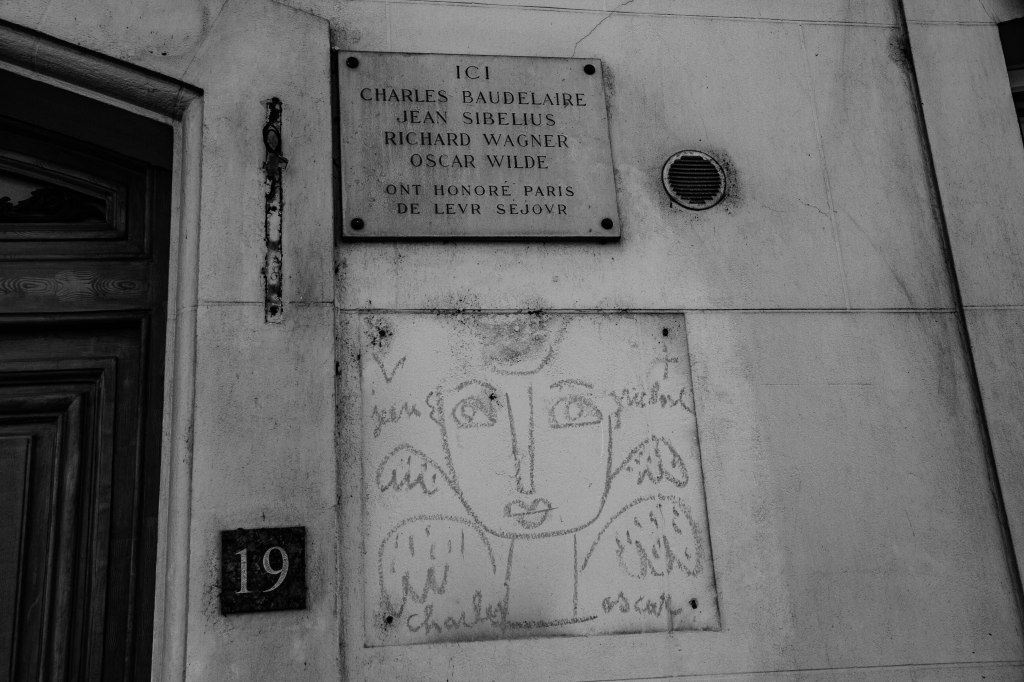 ICI
CHARLES BAUDELAIRE
JEAN SIBELIUS
RICHARD WAGNER
OSCAR WILDE
ONT HONORÉ PARIS
DE LEVR SÉJOVR
jean
charles
oscar
19